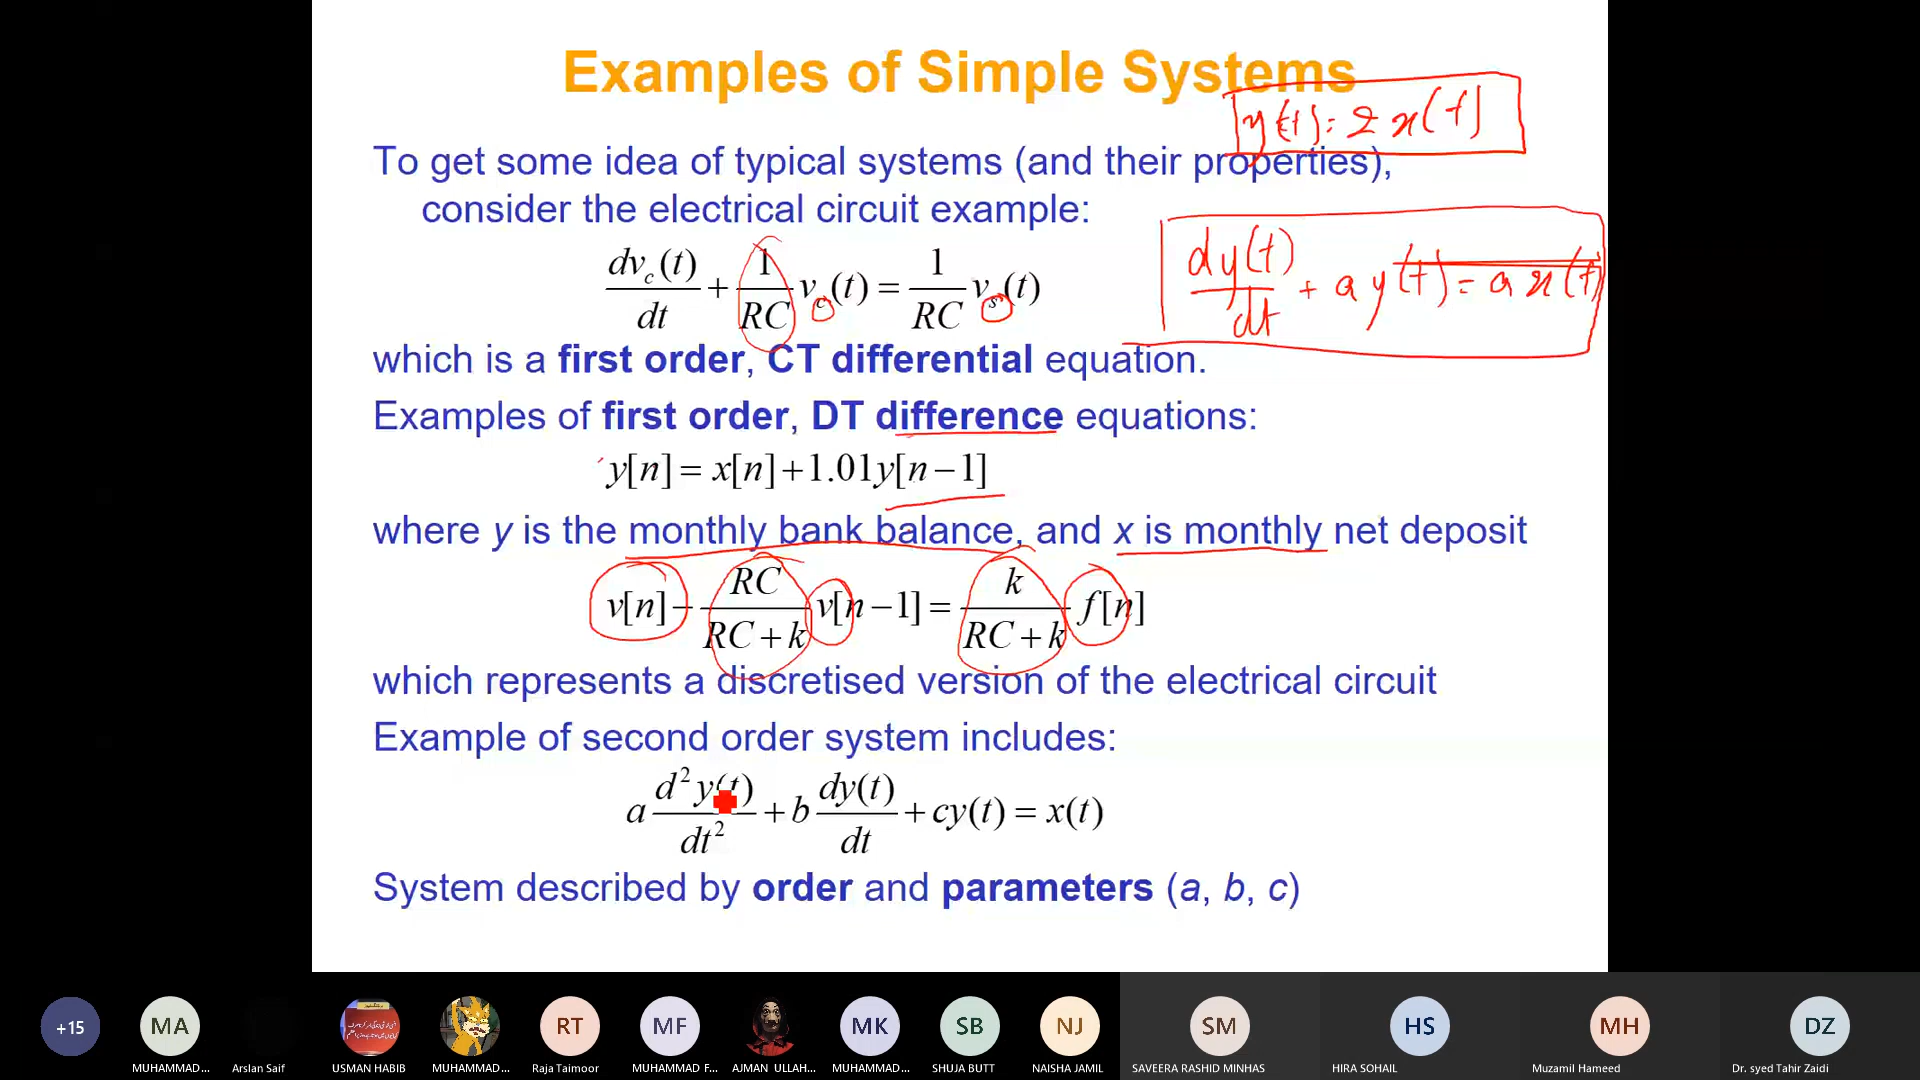 Examples of Simple Systems
y(t) = 2x(t)
To get some idea of typical systems (and their properties),
consider the electrical circuit example:
dv_c(t)/dt + 1/RC v_c(t) = 1/RC v_s(t)
dy(t)/dt + a y(t) = a x(t)
which is a first order, CT differential equation.
Examples of first order, DT difference equations:
y[n] = x[n] + 1.01y[n − 1]
where y is the monthly bank balance, and x is monthly net deposit
v[n] − RC/(RC + k) v[n − 1] = k/(RC + k) f[n]
which represents a discretised version of the electrical circuit
Example of second order system includes:
a d²y(t)/dt² + b dy(t)/dt + cy(t) = x(t)
System described by order and parameters (a, b, c)
+15 MA RT MF MK SB NJ SM HS MH DZ
MUHAMMAD... Arslan Saif USMAN HABIB MUHAMMAD... Raja Taimoor MUHAMMAD F... AJMAN ULLAH... MUHAMMAD... SHUJA BUTT NAISHA JAMIL SAVEERA RASHID MINHAS HIRA SOHAIL Muzamil Hameed Dr. syed Tahir Zaidi